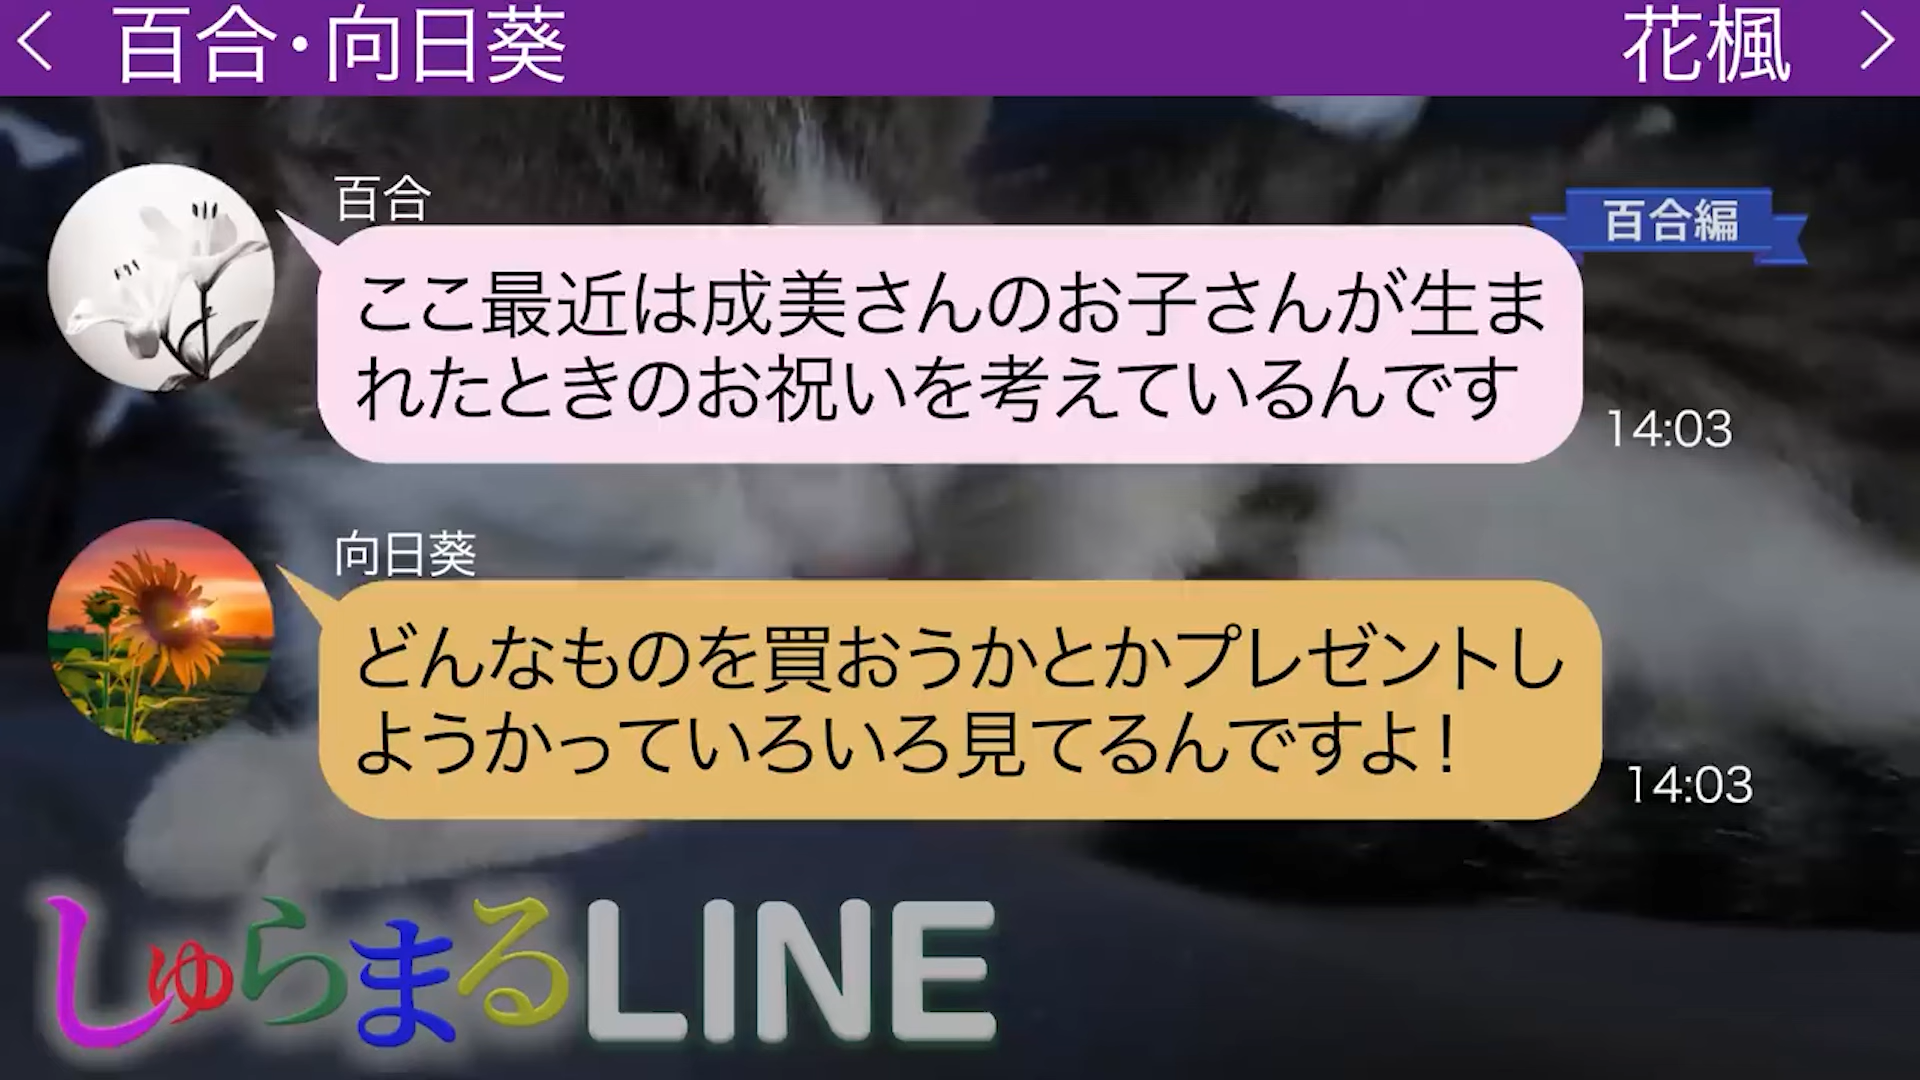 百合・向日葵
花楓
百合
百合編
ここ最近は成美さんのお子さんが生ま
れたときのお祝いを考えているんです
14:03
向日葵
どんなものを買おうかとかプレゼントし
ようかっていろいろ見てるんですよ!
14:03
しゅらまるLINE